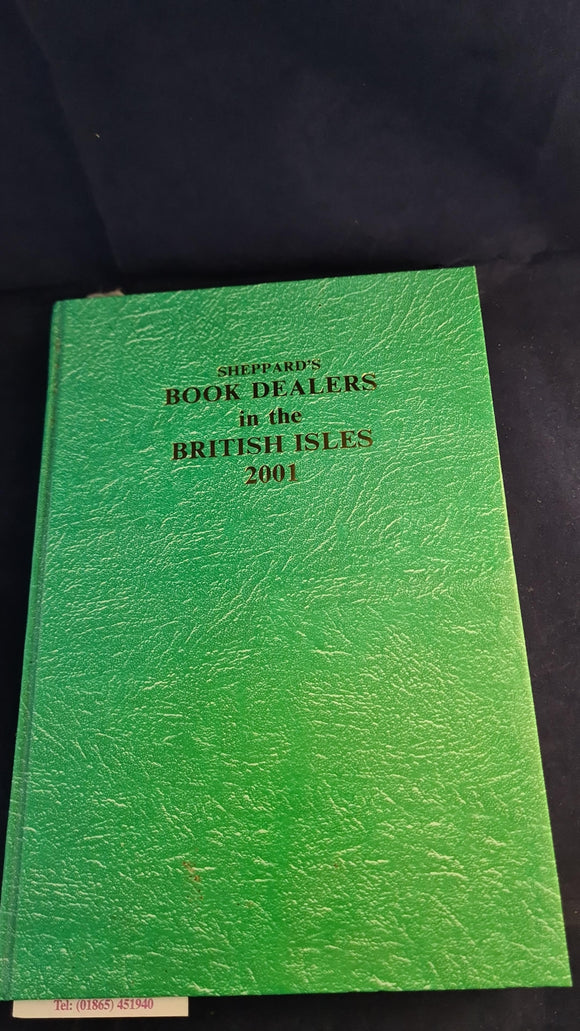 SHEPPARD'S
BOOK DEALERS
in the
BRITISH ISLES
2001
Tel: (01865) 451940